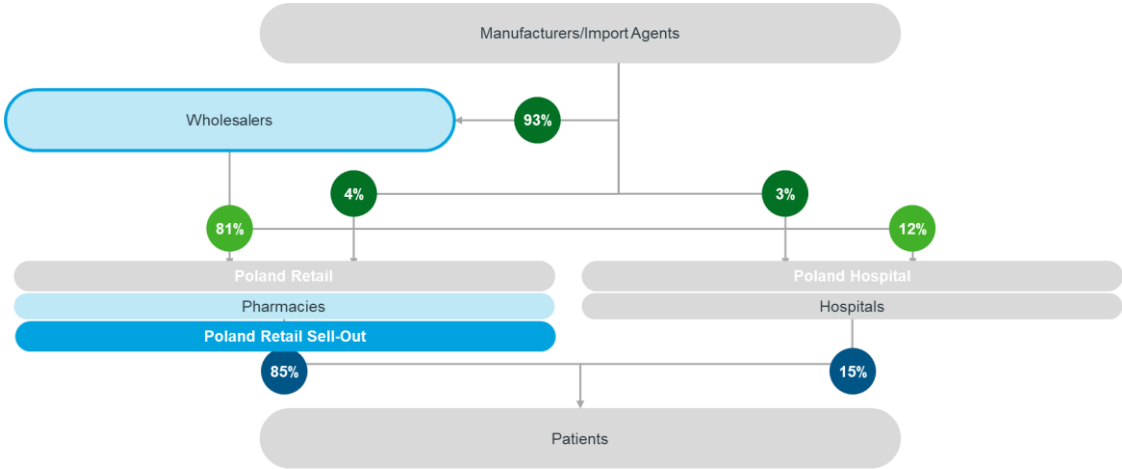 Manufacturers/Import Agents
Wholesalers
93%
4%
3%
81%
12%
Poland Retail
Poland Hospital
Pharmacies
Hospitals
Poland Retail Sell-Out
85%
15%
Patients